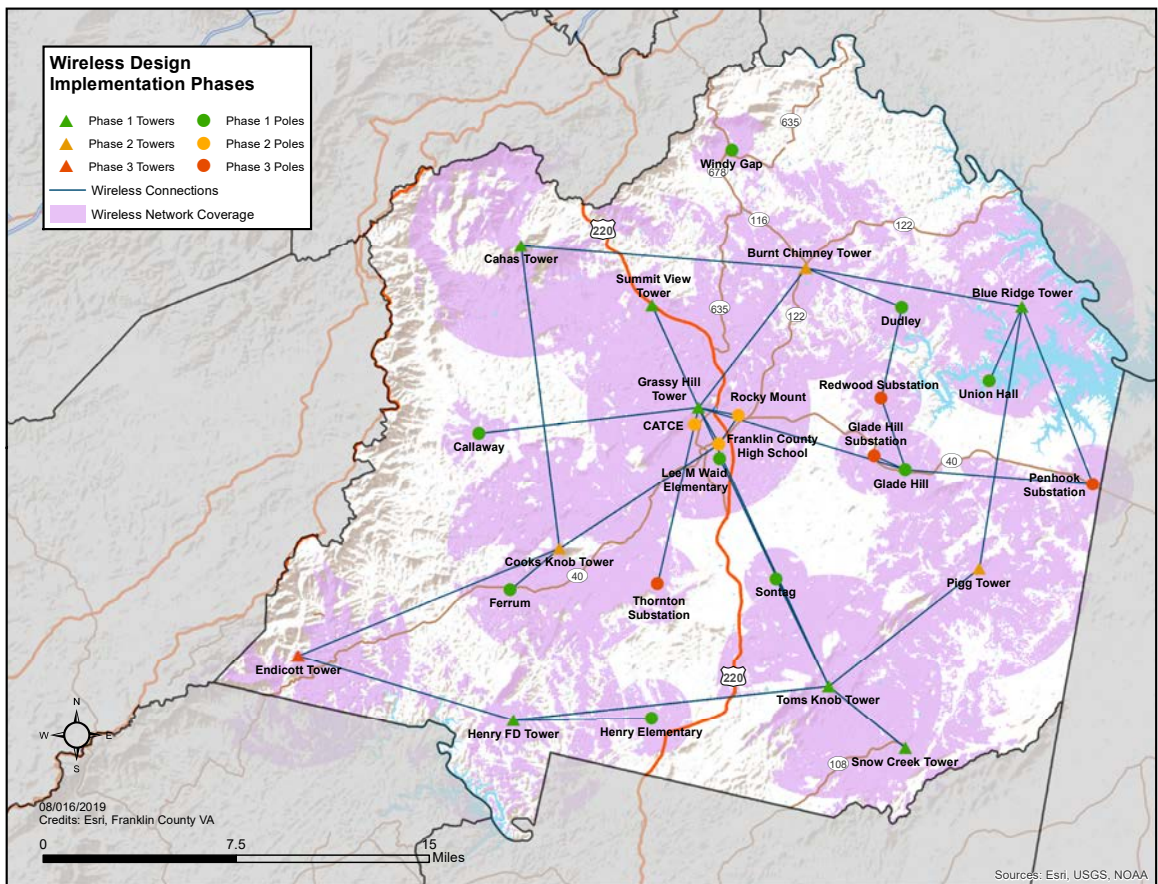 Wireless Design
Implementation Phases
Phase 1 Towers
Phase 1 Poles
Phase 2 Towers
Phase 2 Poles
Phase 3 Towers
Phase 3 Poles
Wireless Connections
Wireless Network Coverage
635
Windy Gap
678
116
122
220
Cahas Tower
Burnt Chimney Tower
Summit View
Tower
Blue Ridge Tower
635
122
Dudley
Grassy Hill
Tower
Rocky Mount
Redwood Substation
Union Hall
CATCE
Callaway
Franklin County
High School
Glade Hill
Substation
Lee M Waid
Elementary
40
Glade Hill
Penhook
Substation
Cooks Knob Tower
40
Ferrum
Thornton
Substation
Sontag
Pigg Tower
Endicott Tower
220
Toms Knob Tower
Henry FD Tower
Henry Elementary
108
Snow Creek Tower
N
W
E
S
08/016/2019
Credits: Esri, Franklin County VA
0
7.5
15
Miles
Sources: Esri, USGS, NOAA